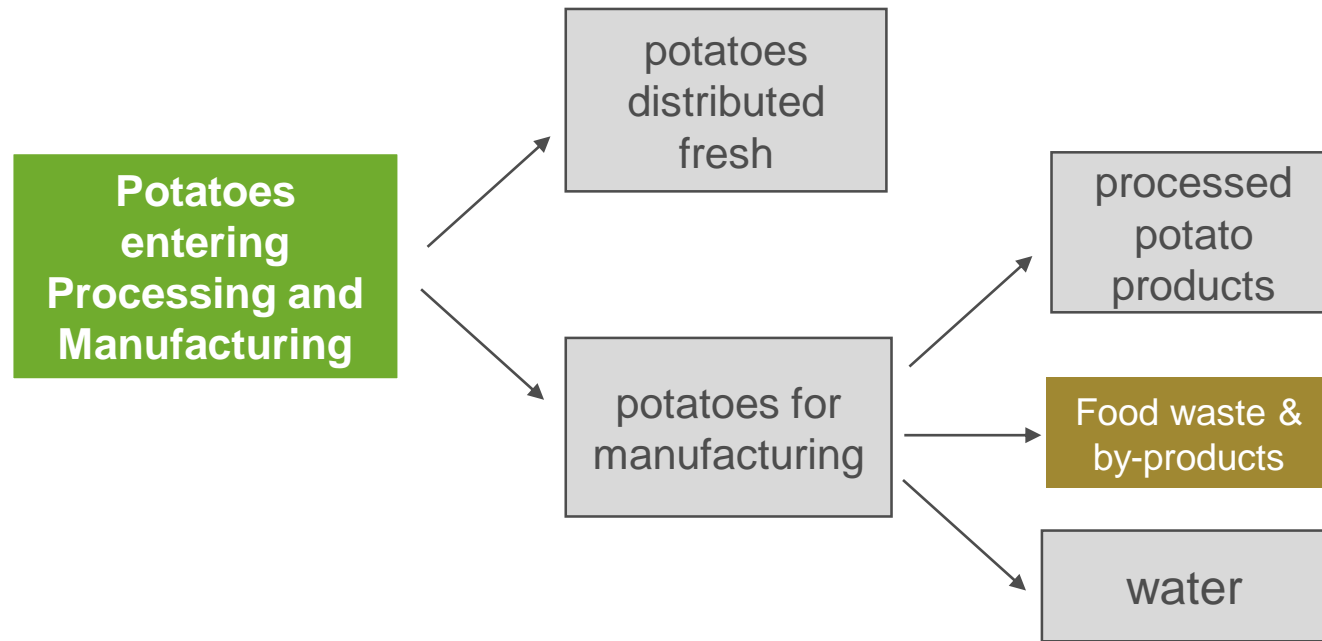 potatoes
distributed
fresh
Potatoes
entering
Processing and
Manufacturing
processed
potato
products
potatoes for
manufacturing
Food waste &
by-products
water